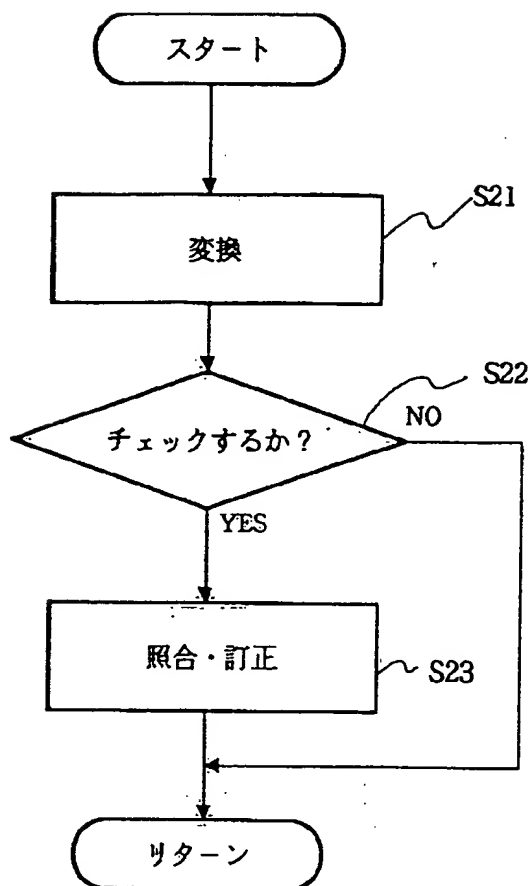 スタート
S21
変換
S22
チェックするか？
NO
YES
照合・訂正
S23
リターン